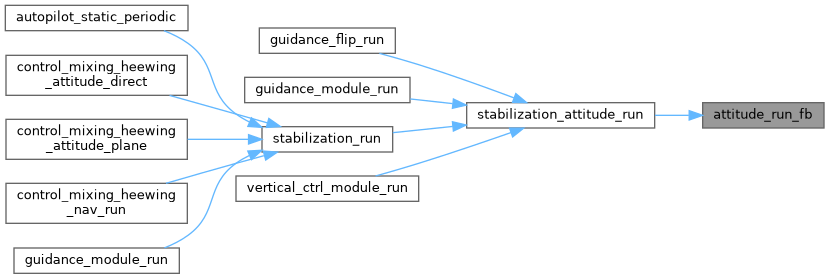 autopilot_static_periodic
control_mixing_heewing
_attitude_direct
control_mixing_heewing
_attitude_plane
control_mixing_heewing
_nav_run
guidance_module_run
stabilization_run
guidance_flip_run
guidance_module_run
vertical_ctrl_module_run
stabilization_attitude_run
attitude_run_fb